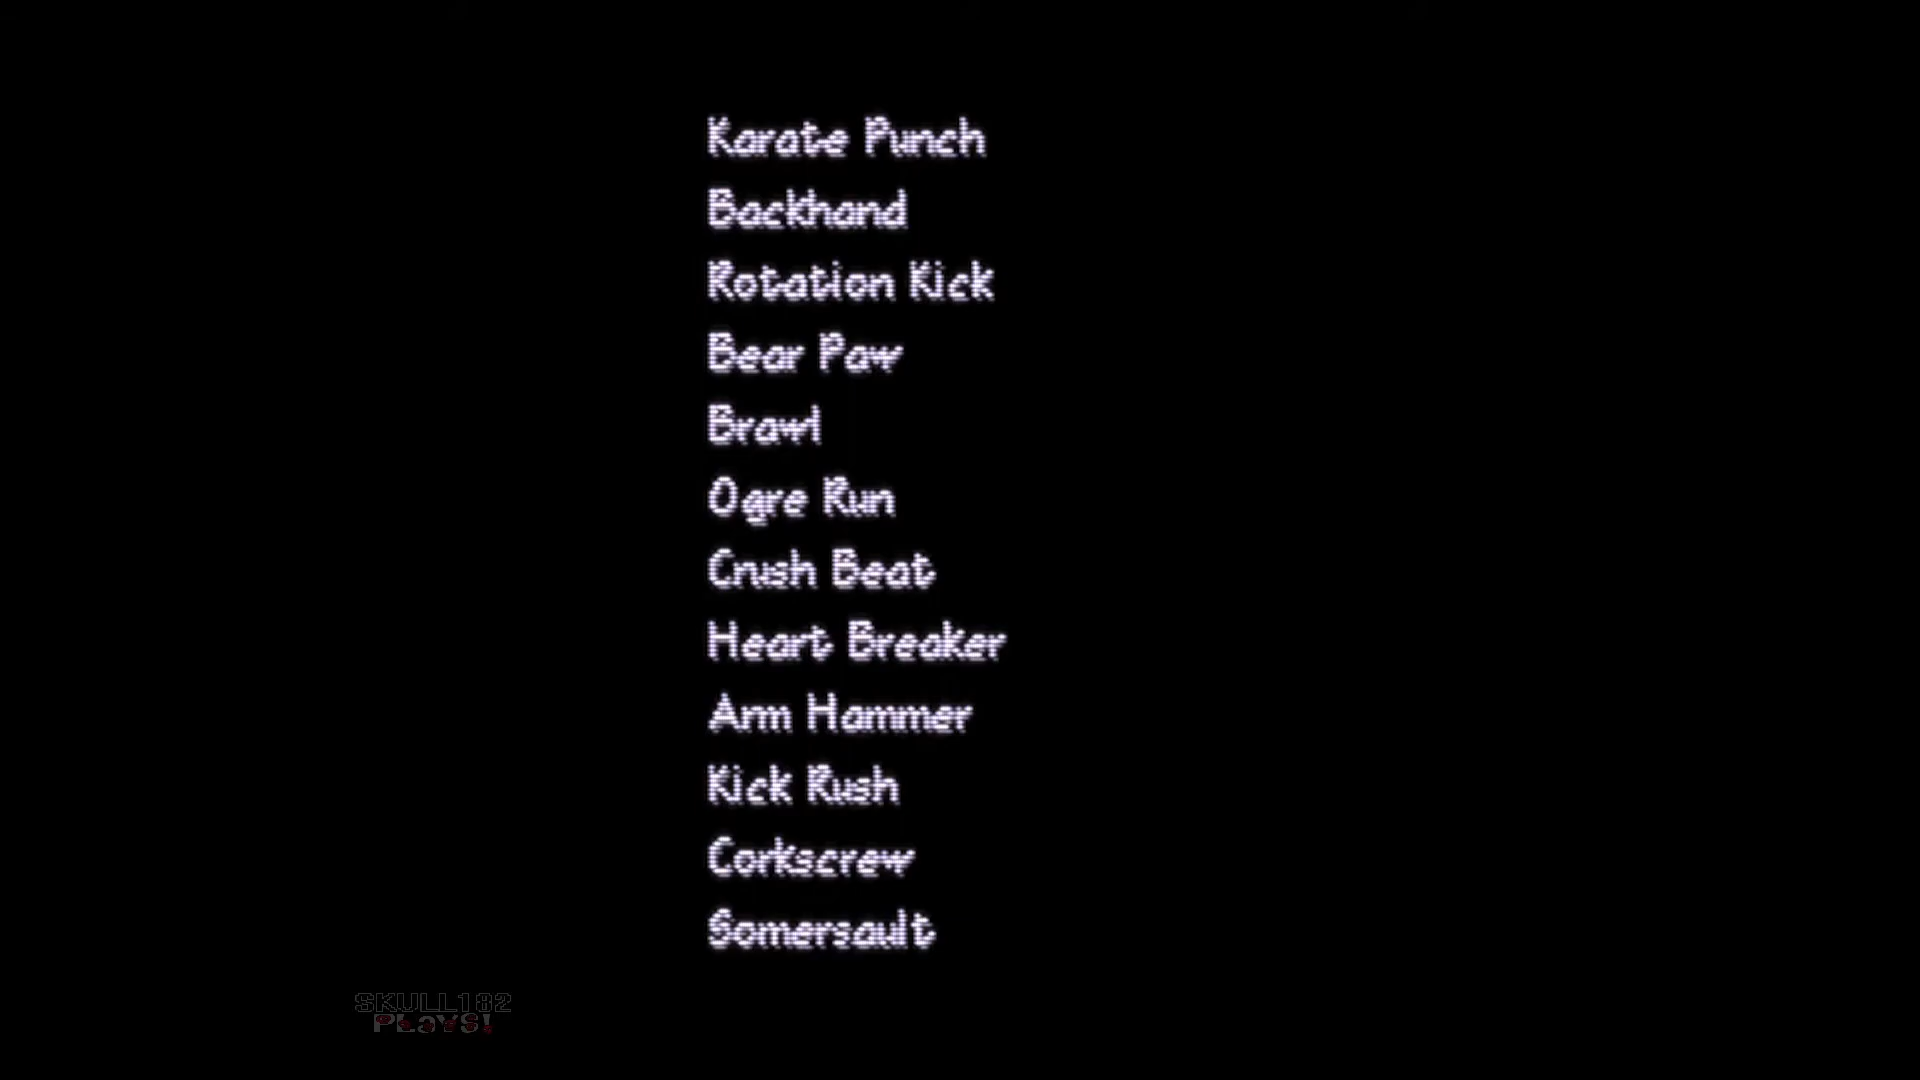 Karate Punch
Backhand
Rotation Kick
Bear Paw
Brawl
Ogre Run
Crush Beat
Heart Breaker
Arm Hammer
Kick Rush
Corkscrew
Somersault
SKULL182
PLAYS!